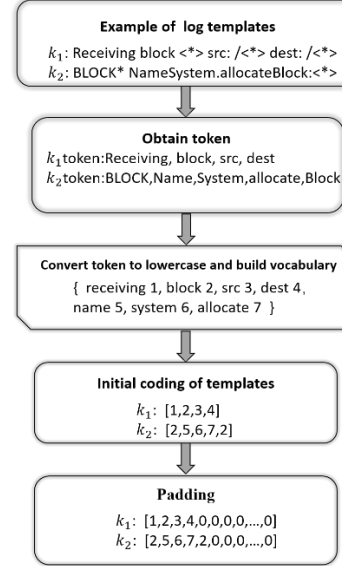 Example of log templates
k₁: Receiving block <*> src: /<*> dest: /<*>
k₂: BLOCK* NameSystem.allocateBlock:<*>
Obtain token
k₁token:Receiving, block, src, dest
k₂token:BLOCK,Name,System,allocate,Block
Convert token to lowercase and build vocabulary
{ receiving 1, block 2, src 3, dest 4,
name 5, system 6, allocate 7 }
Initial coding of templates
k₁: [1,2,3,4]
k₂: [2,5,6,7,2]
Padding
k₁: [1,2,3,4,0,0,0,0,...,0]
k₂: [2,5,6,7,2,0,0,0,...,0]